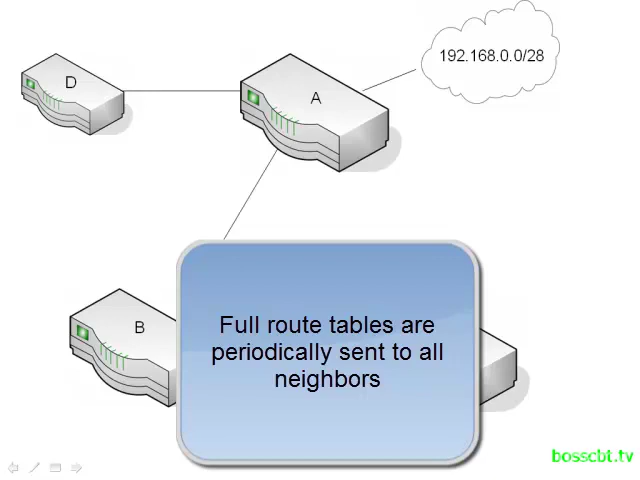 192.168.0.0/28
D
A
B
Full route tables are
periodically sent to all
neighbors
bosscbt.tv